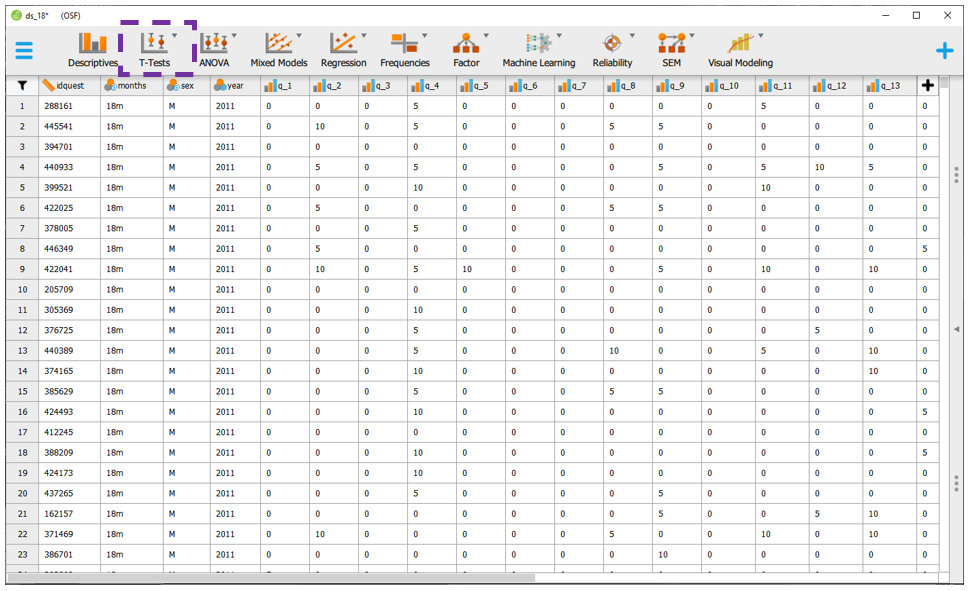 ds_18* (OSF)
Descriptives T-Tests ANOVA Mixed Models Regression Frequencies Factor Machine Learning Reliability SEM Visual Modeling
idquest months sex year q_1 q_2 q_3 q_4 q_5 q_6 q_7 q_8 q_9 q_10 q_11 q_12 q_13
1 288161 18m M 2011 0 0 0 5 0 0 0 0 0 0 5 0 0 0
2 445541 18m M 2011 0 10 0 5 0 0 0 5 5 0 0 0 0 0
3 394701 18m M 2011 0 0 0 0 0 0 0 0 0 0 0 0 0 0
4 440933 18m M 2011 0 5 0 5 0 0 0 0 5 0 5 10 5 0
5 399521 18m M 2011 0 0 0 10 0 0 0 0 0 0 10 0 0 0
6 422025 18m M 2011 0 5 0 0 0 0 0 5 5 0 0 0 0 0
7 378005 18m M 2011 0 0 0 5 0 0 0 0 0 0 0 0 0 0
8 446349 18m M 2011 0 5 0 0 0 0 0 0 0 0 0 0 0 5
9 422041 18m M 2011 0 10 0 5 10 0 0 0 5 0 10 0 10 0
10 205709 18m M 2011 0 0 0 0 0 0 0 0 0 0 0 0 0 0
11 305369 18m M 2011 0 0 0 10 0 0 0 0 0 0 0 0 0 0
12 376725 18m M 2011 0 0 0 5 0 0 0 0 0 0 0 5 0 0
13 440389 18m M 2011 0 0 0 5 0 0 0 10 0 0 5 0 10 0
14 374165 18m M 2011 0 0 0 10 0 0 0 0 0 0 0 0 10 0
15 385629 18m M 2011 0 0 0 5 0 0 0 5 5 0 0 0 0 0
16 424493 18m M 2011 0 0 0 10 0 0 0 0 0 0 0 0 0 5
17 412245 18m M 2011 0 0 0 0 0 0 0 0 0 0 0 0 0 0
18 388209 18m M 2011 0 0 0 10 0 0 0 0 0 0 0 0 0 5
19 424173 18m M 2011 0 0 0 10 0 0 0 0 0 0 0 0 0 0
20 437265 18m M 2011 0 0 0 5 0 0 0 0 5 0 0 0 0 0
21 162157 18m M 2011 0 0 0 0 0 0 0 0 5 0 0 5 10 0
22 371469 18m M 2011 0 10 0 0 0 0 0 5 0 0 10 0 10 0
23 386701 18m M 2011 0 0 0 0 0 0 0 0 10 0 0 0 0 0